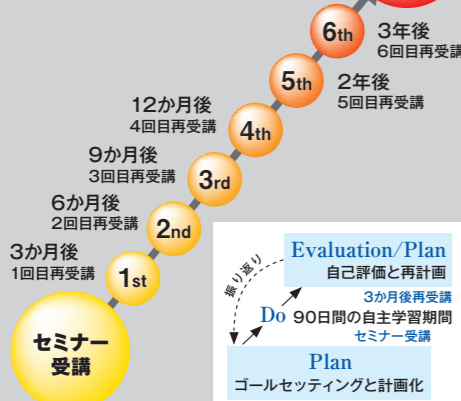 6th
3年後
6回目再受講
5th
2年後
5回目再受講
12か月後
4回目再受講
4th
9か月後
3回目再受講
3rd
6か月後
2回目再受講
2nd
3か月後
1回目再受講
1st
セミナー
受講
Evaluation/Plan
自己評価と再計画
振り返り
3か月後再受講
Do 90日間の自主学習期間
セミナー受講
Plan
ゴールセッティングと計画化